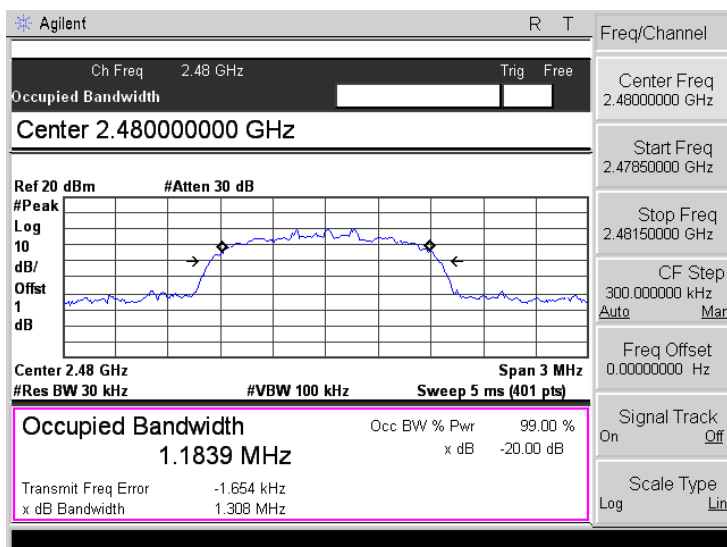 Agilent R T
Freq/Channel
Ch Freq 2.48 GHz Trig Free
Occupied Bandwidth
Center 2.480000000 GHz
Ref 20 dBm #Atten 30 dB
#Peak
Log
10
dB/
Offst
1
dB
Center 2.48 GHz Span 3 MHz
#Res BW 30 kHz #VBW 100 kHz Sweep 5 ms (401 pts)
Occupied Bandwidth Occ BW % Pwr 99.00 %
1.1839 MHz x dB -20.00 dB
Transmit Freq Error -1.654 kHz
x dB Bandwidth 1.308 MHz
Center Freq
2.48000000 GHz
Start Freq
2.47850000 GHz
Stop Freq
2.48150000 GHz
CF Step
300.000000 kHz
Auto Man
Freq Offset
0.00000000 Hz
Signal Track
On Off
Scale Type
Log Lin